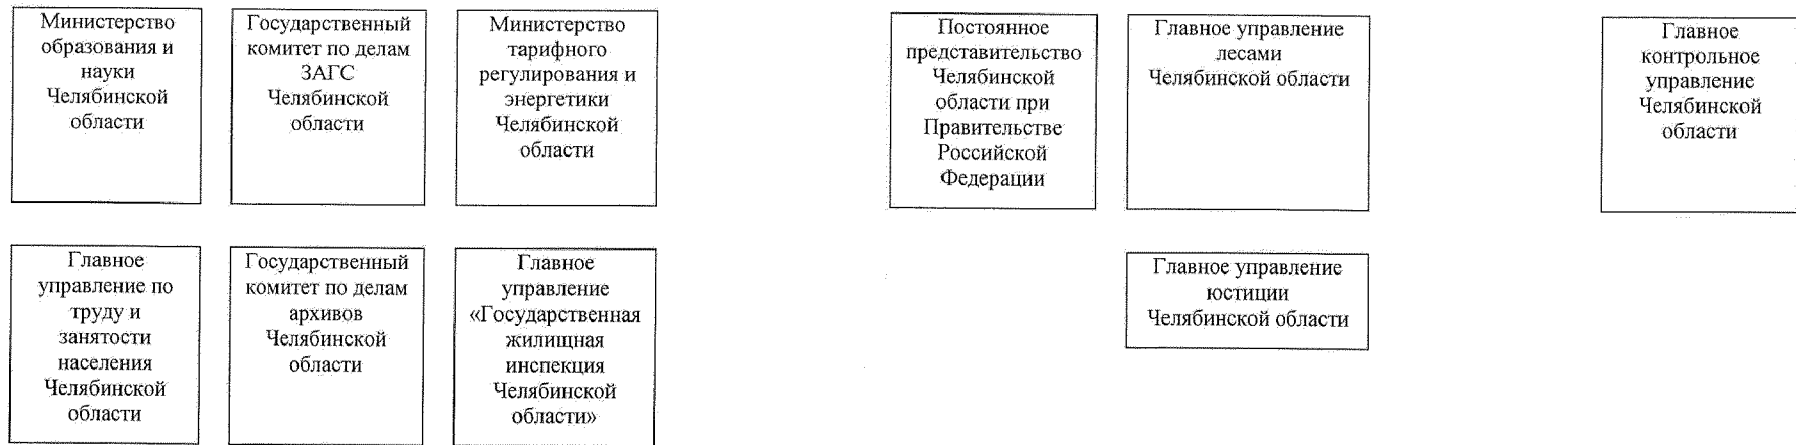 Министерство
образования и
науки
Челябинской
области
Государственный
комитет по делам
ЗАГС
Челябинской
области
Министерство
тарифного
регулирования и
энергетики
Челябинской
области
Постоянное
представительство
Челябинской
области при
Правительстве
Российской
Федерации
Главное управление
лесами
Челябинской области
Главное
контрольное
управление
Челябинской
области
Главное
управление по
труду и
занятости
населения
Челябинской
области
Государственный
комитет по делам
архивов
Челябинской
области
Главное
управление
«Государственная
жилищная
инспекция
Челябинской
области»
Главное управление
юстиции
Челябинской области